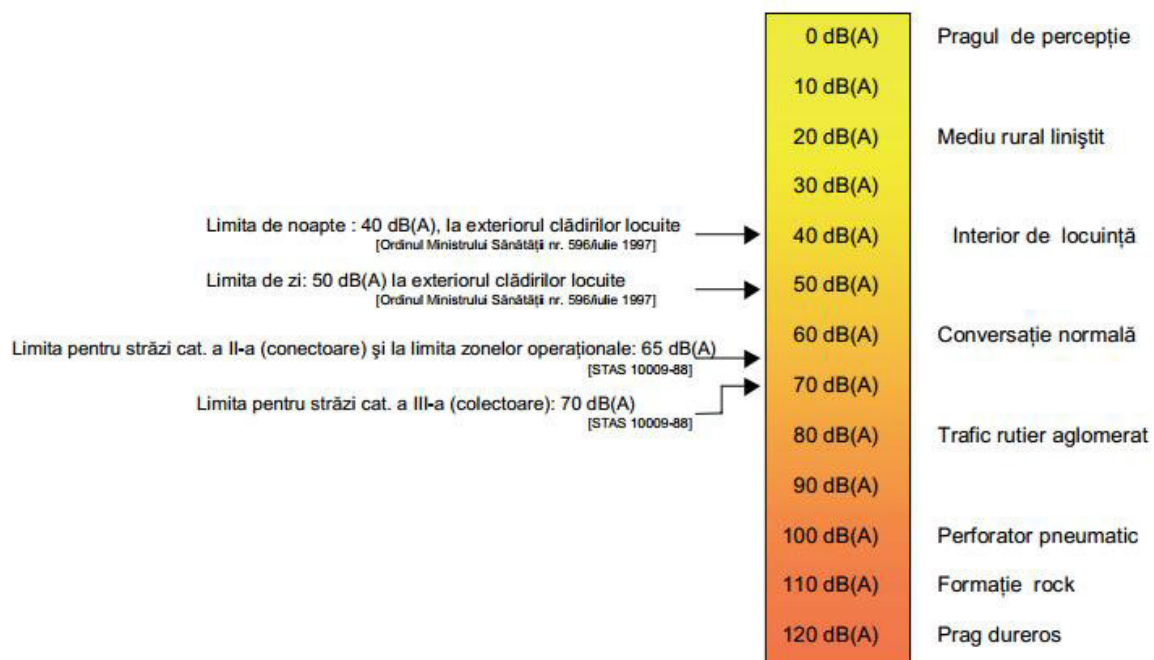 0 dB(A) Pragul de percepție
10 dB(A)
20 dB(A) Mediu rural liniştit
30 dB(A)
Limita de noapte : 40 dB(A), la exteriorul clădirilor locuite
[Ordinul Ministrului Sănătății nr. 596/iulie 1997]
40 dB(A) Interior de locuință
Limita de zi: 50 dB(A) la exteriorul clădirilor locuite
[Ordinul Ministrului Sănătății nr. 596/iulie 1997]
50 dB(A)
60 dB(A) Conversație normală
Limita pentru străzi cat. a II-a (conectoare) şi la limita zonelor operaționale: 65 dB(A)
[STAS 10009-88]
70 dB(A)
Limita pentru străzi cat. a III-a (colectoare): 70 dB(A)
[STAS 10009-88]
80 dB(A) Trafic rutier aglomerat
90 dB(A)
100 dB(A) Perforator pneumatic
110 dB(A) Formație rock
120 dB(A) Prag dureros